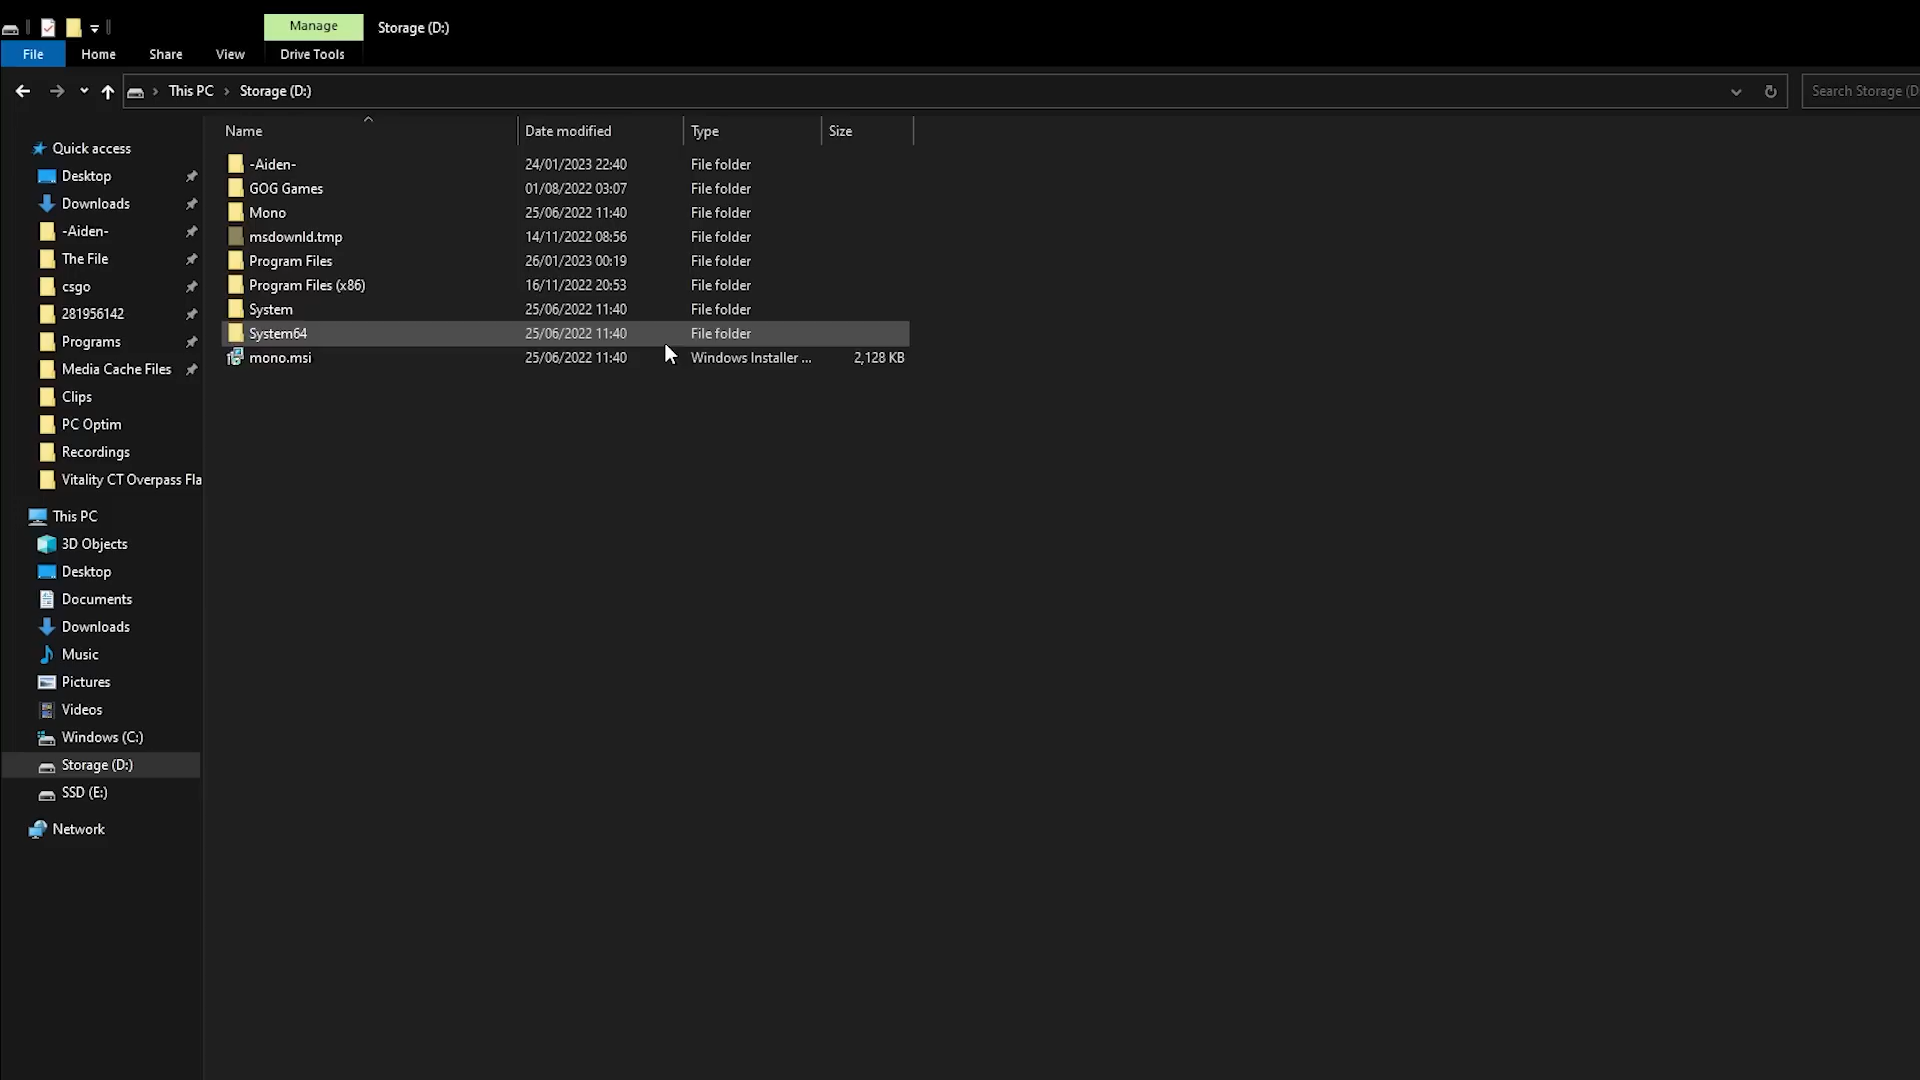 Manage
Storage (D:)
File
Home
Share
View
Drive Tools
This PC
Storage (D:)
Search Storage (D
Name
Date modified
Type
Size
Quick access
Desktop
Downloads
-Aiden-
The File
csgo
281956142
Programs
Media Cache Files
Clips
PC Optim
Recordings
Vitality CT Overpass Fla
This PC
3D Objects
Desktop
Documents
Downloads
Music
Pictures
Videos
Windows (C:)
Storage (D:)
SSD (E:)
Network
-Aiden- 24/01/2023 22:40 File folder
GOG Games 01/08/2022 03:07 File folder
Mono 25/06/2022 11:40 File folder
msdownld.tmp 14/11/2022 08:56 File folder
Program Files 26/01/2023 00:19 File folder
Program Files (x86) 16/11/2022 20:53 File folder
System 25/06/2022 11:40 File folder
System64 25/06/2022 11:40 File folder
mono.msi 25/06/2022 11:40 Windows Installer ... 2,128 KB